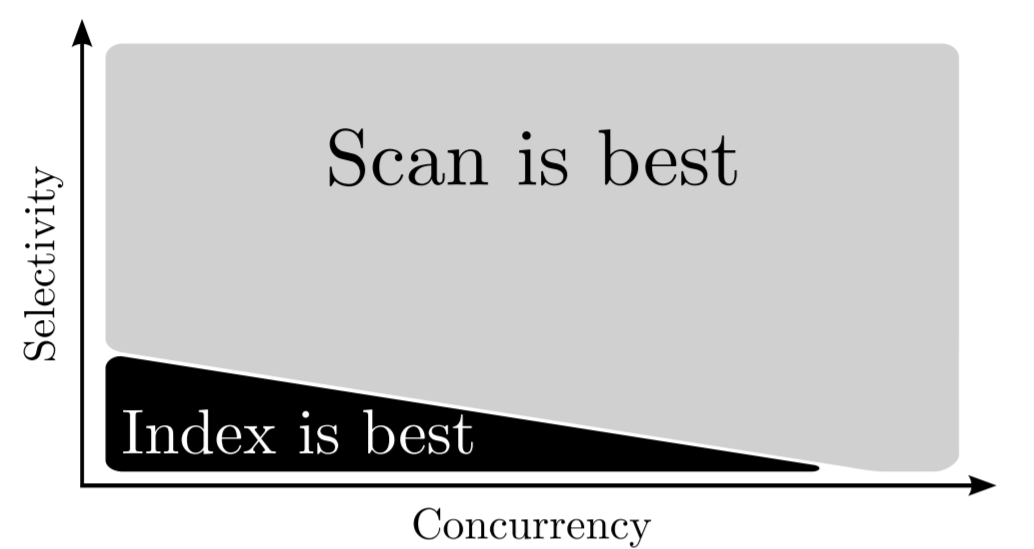 Selectivity
Scan is best
Index is best
Concurrency